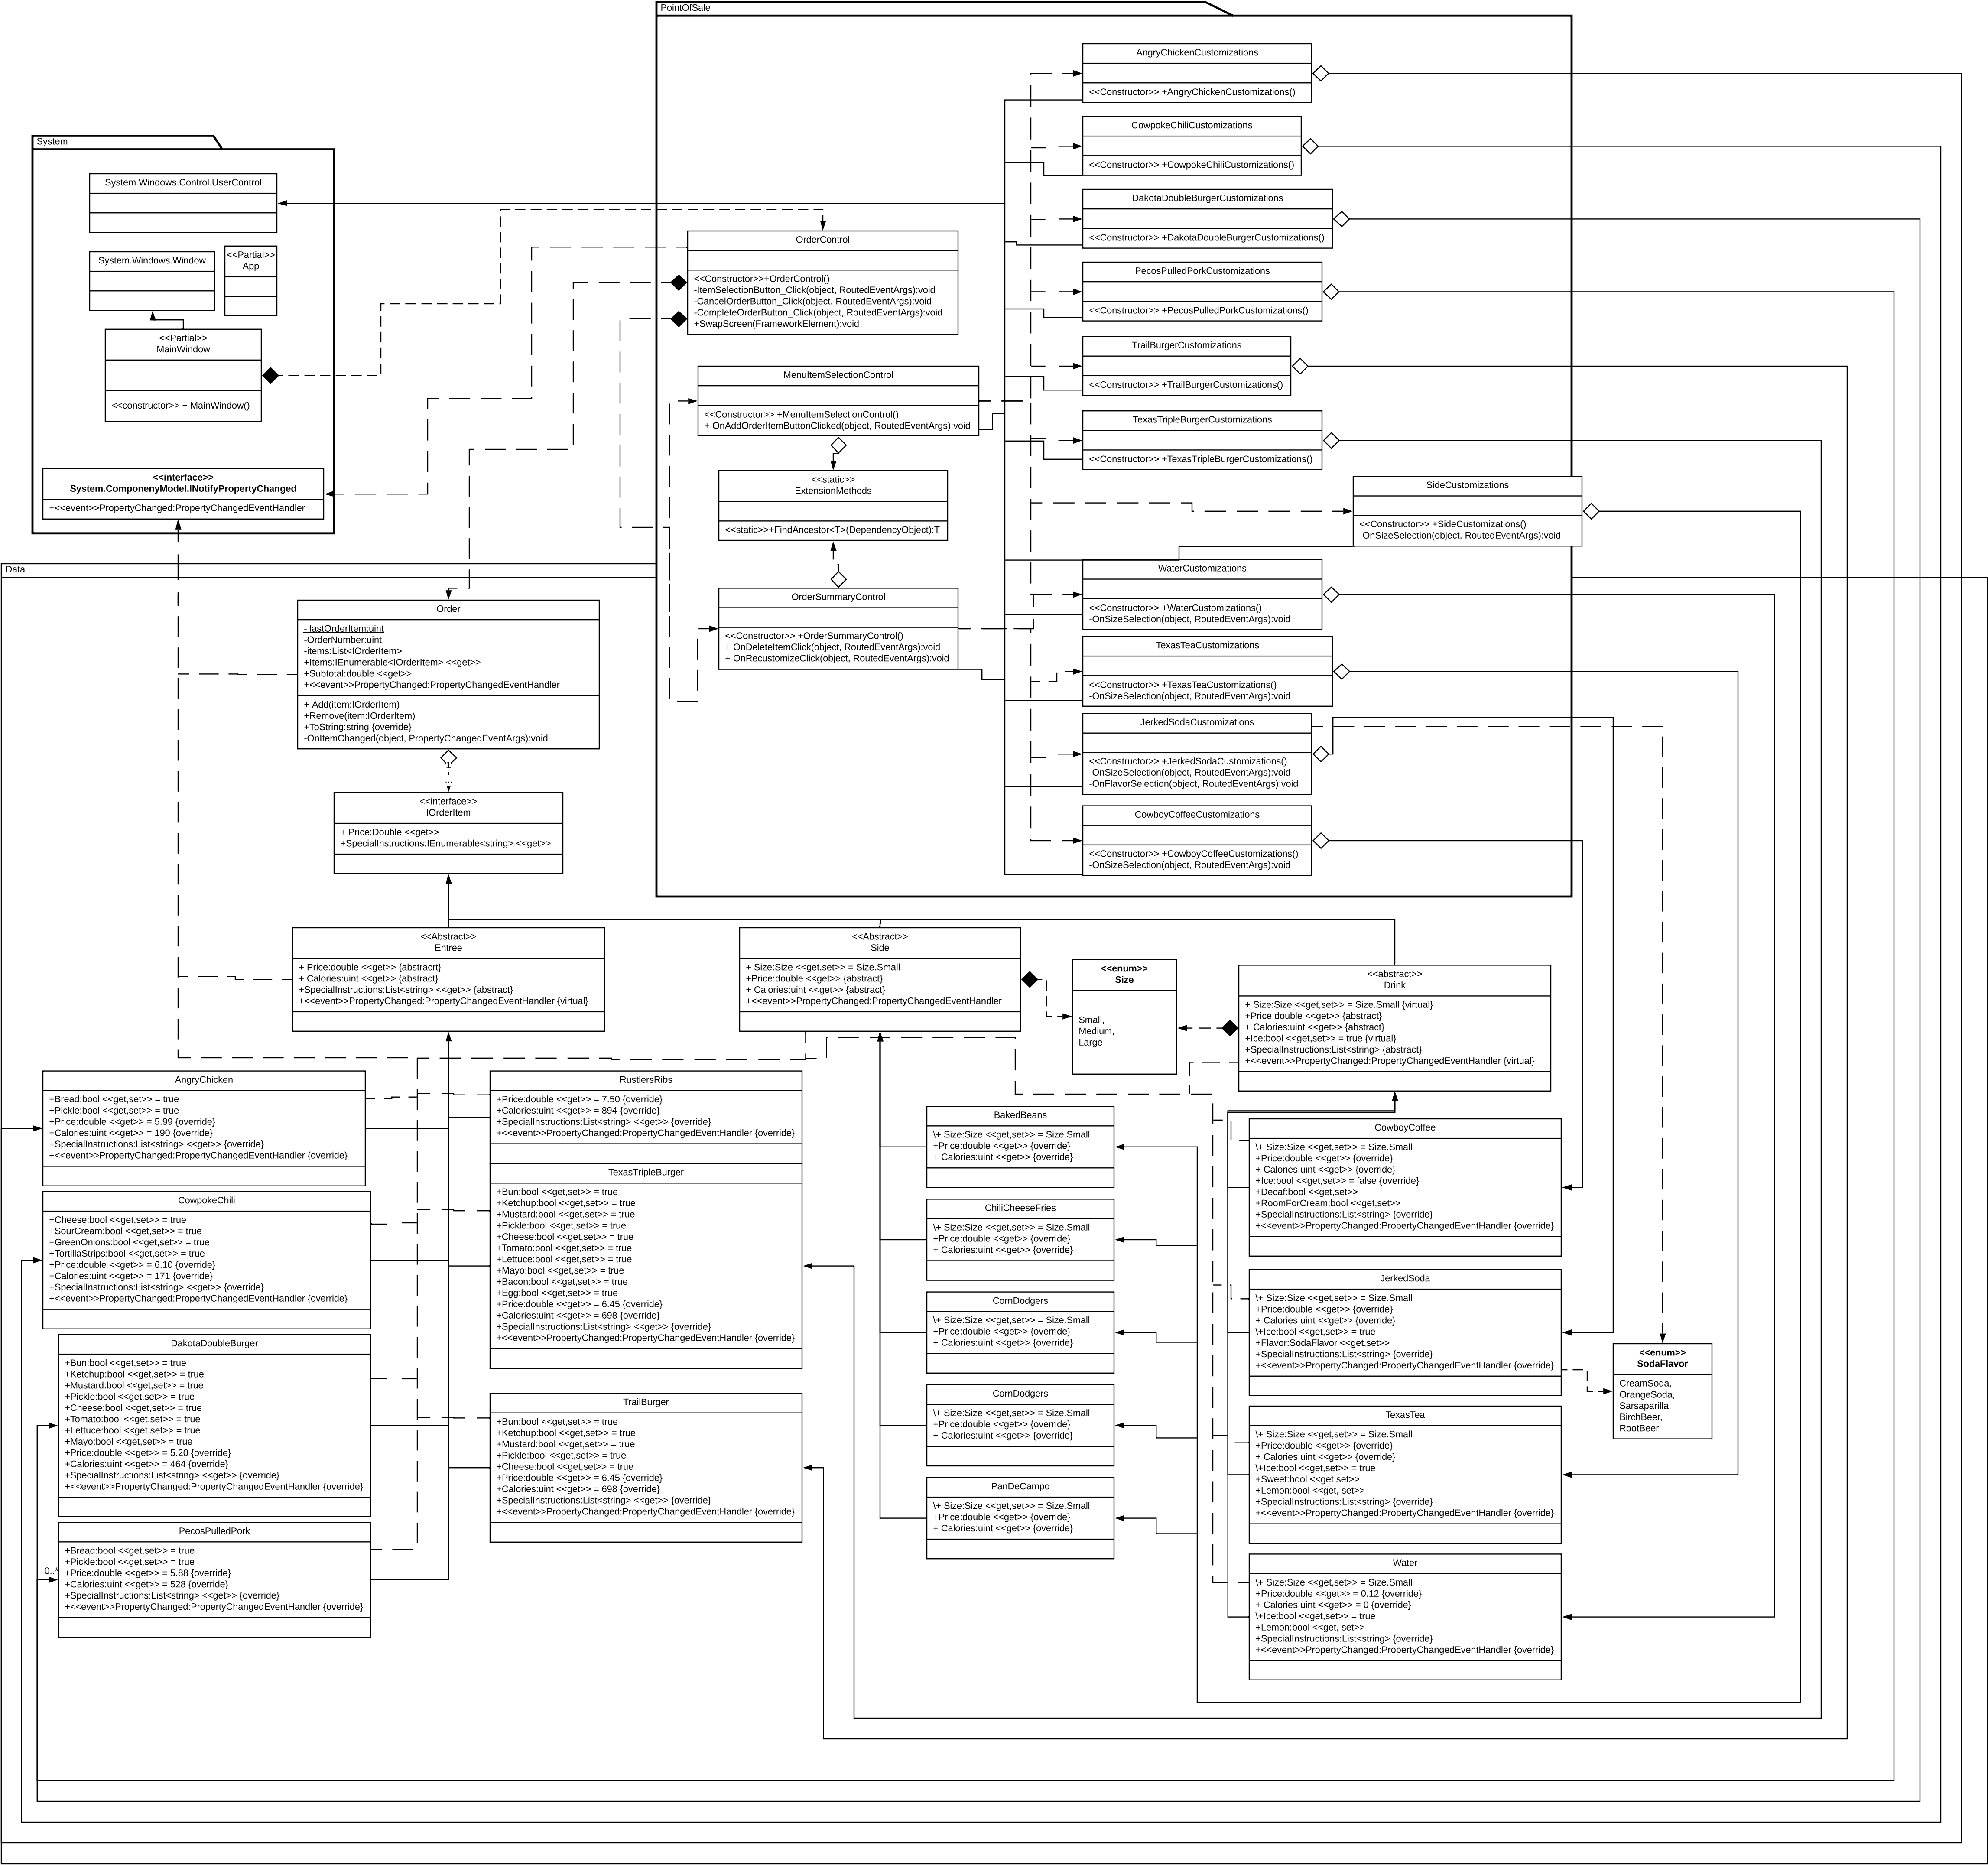 PointOfSale
AngryChickenCustomizations
<<Constructor>> +AngryChickenCustomizations()
CowpokeChiliCustomizations
<<Constructor>> +CowpokeChiliCustomizations()
DakotaDoubleBurgerCustomizations
<<Constructor>> +DakotaDoubleBurgerCustomizations()
PecosPulledPorkCustomizations
<<Constructor>> +PecosPulledPorkCustomizations()
TrailBurgerCustomizations
<<Constructor>> +TrailBurgerCustomizations()
TexasTripleBurgerCustomizations
<<Constructor>> +TexasTripleBurgerCustomizations()
SideCustomizations
<<Constructor>> +SideCustomizations()
-OnSizeSelection(object, RoutedEventArgs):void
WaterCustomizations
<<Constructor>> +WaterCustomizations()
-OnSizeSelection(object, RoutedEventArgs):void
TexasTeaCustomizations
<<Constructor>> +TexasTeaCustomizations()
-OnSizeSelection(object, RoutedEventArgs):void
JerkedSodaCustomizations
<<Constructor>> +JerkedSodaCustomizations()
-OnSizeSelection(object, RoutedEventArgs):void
-OnFlavorSelection(object, RoutedEventArgs):void
CowboyCoffeeCustomizations
<<Constructor>> +CowboyCoffeeCustomizations()
-OnSizeSelection(object, RoutedEventArgs):void
OrderControl
<<Constructor>>+OrderControl()
-ItemSelectionButton_Click(object, RoutedEventArgs):void
-CancelOrderButton_Click(object, RoutedEventArgs):void
-CompleteOrderButton_Click(object, RoutedEventArgs):void
+SwapScreen(FrameworkElement):void
MenuItemSelectionControl
<<Constructor>> +MenuItemSelectionControl()
+ OnAddOrderItemButtonClicked(object, RoutedEventArgs):void
<<static>>
ExtensionMethods
<<static>>+FindAncestor<T>(DependencyObject):T
OrderSummaryControl
<<Constructor>> +OrderSummaryControl()
+ OnDeleteItemClick(object, RoutedEventArgs):void
+ OnRecustomizeClick(object, RoutedEventArgs):void
System
System.Windows.Control.UserControl
System.Windows.Window
<<Partial>>
App
<<Partial>>
MainWindow
<<constructor>> + MainWindow()
<<interface>>
System.ComponenyModel.INotifyPropertyChanged
+<<event>>PropertyChanged:PropertyChangedEventHandler
Data
Order
- lastOrderItem:uint
-OrderNumber:uint
-items:List<IOrderItem>
+Items:IEnumerable<IOrderItem> <<get>>
+Subtotal:double <<get>>
+<<event>>PropertyChanged:PropertyChangedEventHandler
+ Add(item:IOrderItem)
+Remove(item:IOrderItem)
+ToString:string {override}
-OnItemChanged(object, PropertyChangedEventArgs):void
1
...
<<interface>>
IOrderItem
+ Price:Double <<get>>
+SpecialInstructions:IEnumerable<string> <<get>>
<<Abstract>>
Entree
+ Price:double <<get>> {abstracrt}
+ Calories:uint <<get>> {abstract}
+SpecialInstructions:List<string> <<get>> {abstract}
+<<event>>PropertyChanged:PropertyChangedEventHandler {virtual}
<<Abstract>>
Side
+ Size:Size <<get,set>> = Size.Small
+Price:double <<get>> {abstract}
+ Calories:uint <<get>> {abstract}
+<<event>>PropertyChanged:PropertyChangedEventHandler
<<enum>>
Size
Small,
Medium,
Large
<<abstract>>
Drink
+ Size:Size <<get,set>> = Size.Small {virtual}
+Price:double <<get>> {abstract}
+ Calories:uint <<get>> {abstract}
+Ice:bool <<get,set>> = true {virtual}
+SpecialInstructions:List<string> {abstract}
+<<event>>PropertyChanged:PropertyChangedEventHandler {virtual}
AngryChicken
+Bread:bool <<get,set>> = true
+Pickle:bool <<get,set>> = true
+Price:double <<get>> = 5.99 {override}
+Calories:uint <<get>> = 190 {override}
+SpecialInstructions:List<string> <<get>> {override}
+<<event>>PropertyChanged:PropertyChangedEventHandler {override}
CowpokeChili
+Cheese:bool <<get,set>> = true
+SourCream:bool <<get,set>> = true
+GreenOnions:bool <<get,set>> = true
+TortillaStrips:bool <<get,set>> = true
+Price:double <<get>> = 6.10 {override}
+Calories:uint <<get>> = 171 {override}
+SpecialInstructions:List<string> <<get>> {override}
+<<event>>PropertyChanged:PropertyChangedEventHandler {override}
DakotaDoubleBurger
+Bun:bool <<get,set>> = true
+Ketchup:bool <<get,set>> = true
+Mustard:bool <<get,set>> = true
+Pickle:bool <<get,set>> = true
+Cheese:bool <<get,set>> = true
+Tomato:bool <<get,set>> = true
+Lettuce:bool <<get,set>> = true
+Mayo:bool <<get,set>> = true
+Price:double <<get>> = 5.20 {override}
+Calories:uint <<get>> = 464 {override}
+SpecialInstructions:List<string> <<get>> {override}
+<<event>>PropertyChanged:PropertyChangedEventHandler {override}
PecosPulledPork
+Bread:bool <<get,set>> = true
+Pickle:bool <<get,set>> = true
+Price:double <<get>> = 5.88 {override}
+Calories:uint <<get>> = 528 {override}
+SpecialInstructions:List<string> <<get>> {override}
+<<event>>PropertyChanged:PropertyChangedEventHandler {override}
0..*
RustlersRibs
+Price:double <<get>> = 7.50 {override}
+Calories:uint <<get>> = 894 {override}
+SpecialInstructions:List<string> <<get>> {override}
+<<event>>PropertyChanged:PropertyChangedEventHandler {override}
TexasTripleBurger
+Bun:bool <<get,set>> = true
+Ketchup:bool <<get,set>> = true
+Mustard:bool <<get,set>> = true
+Pickle:bool <<get,set>> = true
+Cheese:bool <<get,set>> = true
+Tomato:bool <<get,set>> = true
+Lettuce:bool <<get,set>> = true
+Mayo:bool <<get,set>> = true
+Bacon:bool <<get,set>> = true
+Egg:bool <<get,set>> = true
+Price:double <<get>> = 6.45 {override}
+Calories:uint <<get>> = 698 {override}
+SpecialInstructions:List<string> <<get>> {override}
+<<event>>PropertyChanged:PropertyChangedEventHandler {override}
TrailBurger
+Bun:bool <<get,set>> = true
+Ketchup:bool <<get,set>> = true
+Mustard:bool <<get,set>> = true
+Pickle:bool <<get,set>> = true
+Cheese:bool <<get,set>> = true
+Price:double <<get>> = 6.45 {override}
+Calories:uint <<get>> = 698 {override}
+SpecialInstructions:List<string> <<get>> {override}
+<<event>>PropertyChanged:PropertyChangedEventHandler {override}
BakedBeans
\+ Size:Size <<get,set>> = Size.Small
+Price:double <<get>> {override}
+ Calories:uint <<get>> {override}
ChiliCheeseFries
\+ Size:Size <<get,set>> = Size.Small
+Price:double <<get>> {override}
+ Calories:uint <<get>> {override}
CornDodgers
\+ Size:Size <<get,set>> = Size.Small
+Price:double <<get>> {override}
+ Calories:uint <<get>> {override}
CornDodgers
\+ Size:Size <<get,set>> = Size.Small
+Price:double <<get>> {override}
+ Calories:uint <<get>> {override}
PanDeCampo
\+ Size:Size <<get,set>> = Size.Small
+Price:double <<get>> {override}
+ Calories:uint <<get>> {override}
CowboyCoffee
\+ Size:Size <<get,set>> = Size.Small
+Price:double <<get>> {override}
+ Calories:uint <<get>> {override}
+Ice:bool <<get,set>> = false {override}
+Decaf:bool <<get,set>>
+RoomForCream:bool <<get,set>>
+SpecialInstructions:List<string> {override}
+<<event>>PropertyChanged:PropertyChangedEventHandler {override}
JerkedSoda
\+ Size:Size <<get,set>> = Size.Small
+Price:double <<get>> {override}
+ Calories:uint <<get>> {override}
\+Ice:bool <<get,set>> = true
+Flavor:SodaFlavor <<get,set>>
+SpecialInstructions:List<string> {override}
+<<event>>PropertyChanged:PropertyChangedEventHandler {override}
<<enum>>
SodaFlavor
CreamSoda,
OrangeSoda,
Sarsaparilla,
BirchBeer,
RootBeer
TexasTea
\+ Size:Size <<get,set>> = Size.Small
+Price:double <<get>> {override}
+ Calories:uint <<get>> {override}
\+Ice:bool <<get,set>> = true
+Sweet:bool <<get,set>>
+Lemon:bool <<get, set>>
+SpecialInstructions:List<string> {override}
+<<event>>PropertyChanged:PropertyChangedEventHandler {override}
Water
\+ Size:Size <<get,set>> = Size.Small
+Price:double <<get>> = 0.12 {override}
+ Calories:uint <<get>> = 0 {override}
\+Ice:bool <<get,set>> = true
+Lemon:bool <<get, set>>
+SpecialInstructions:List<string> {override}
+<<event>>PropertyChanged:PropertyChangedEventHandler {override}